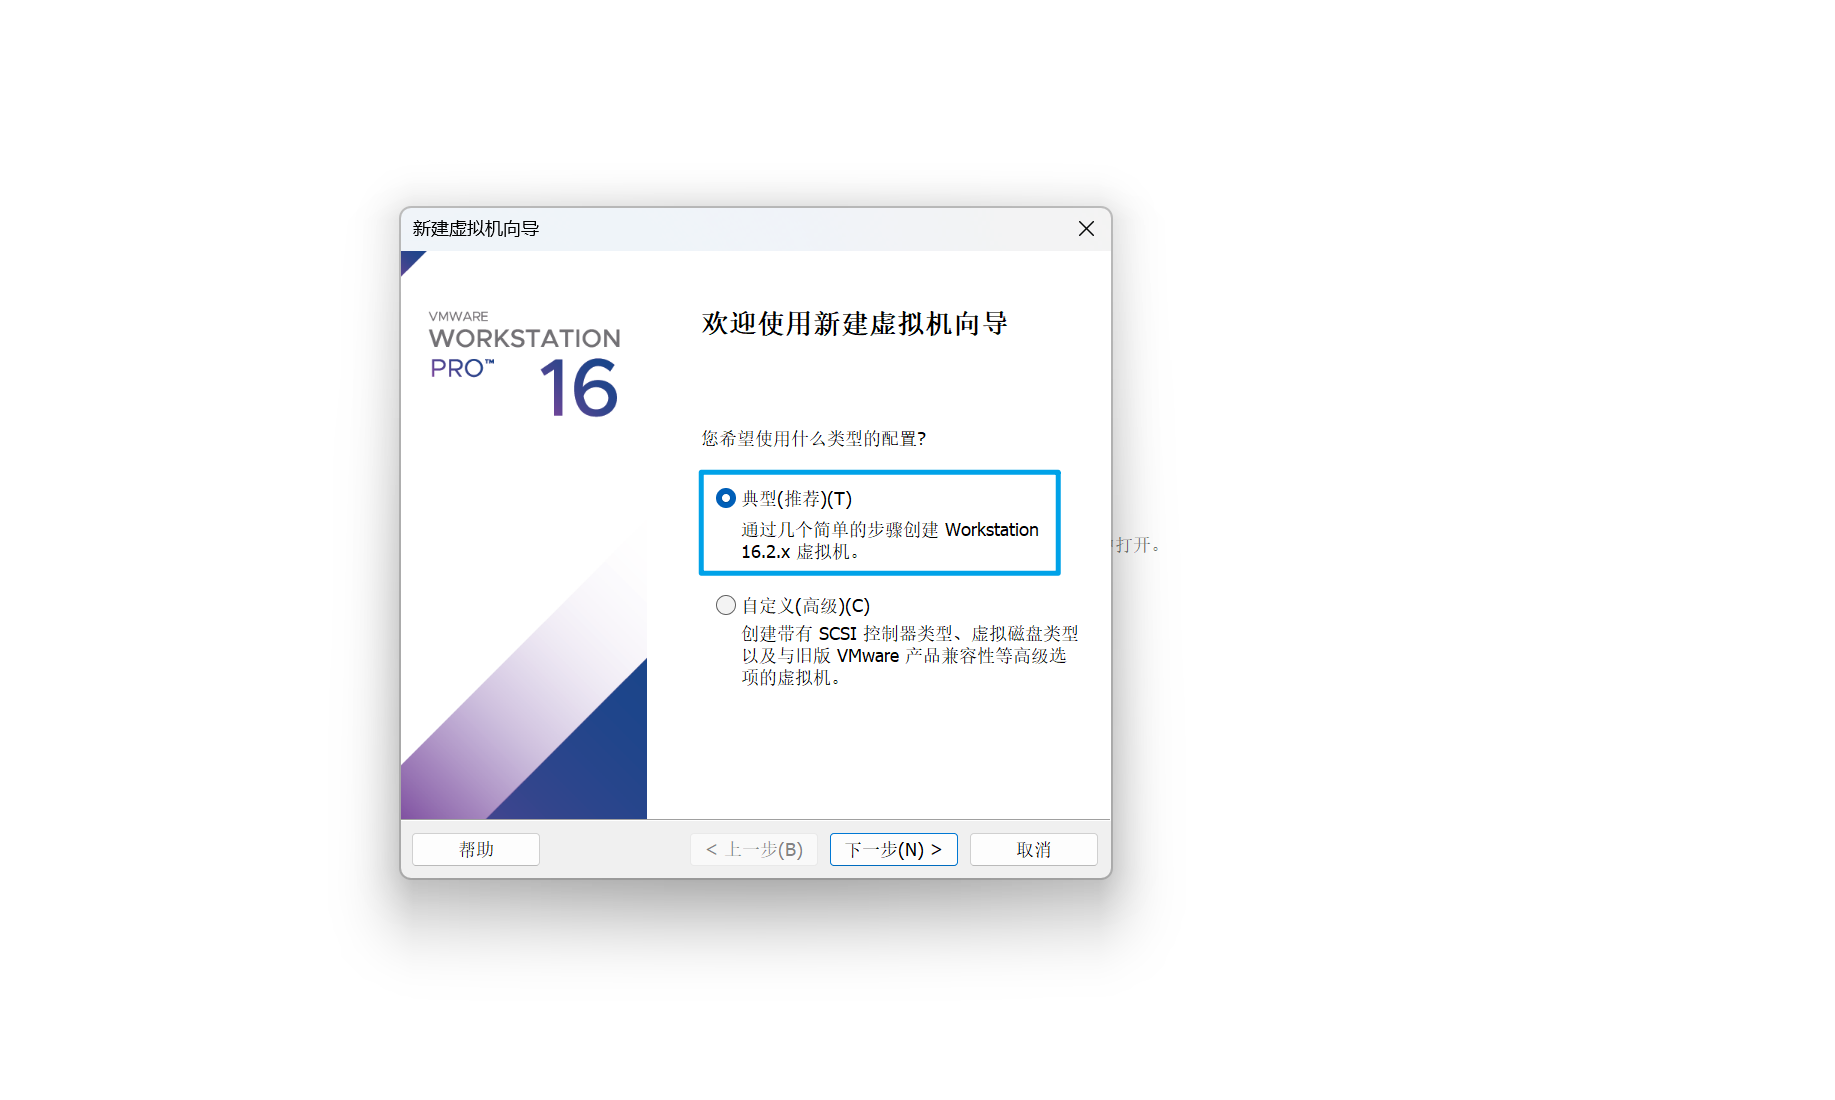 新建虚拟机向导
VMWARE
WORKSTATION
PRO™ 16
欢迎使用新建虚拟机向导
您希望使用什么类型的配置?
典型(推荐)(T)
通过几个简单的步骤创建 Workstation
16.2.x 虚拟机。
打开。
自定义(高级)(C)
创建带有 SCSI 控制器类型、虚拟磁盘类型
以及与旧版 VMware 产品兼容性等高级选
项的虚拟机。
帮助
< 上一步(B)
下一步(N) >
取消